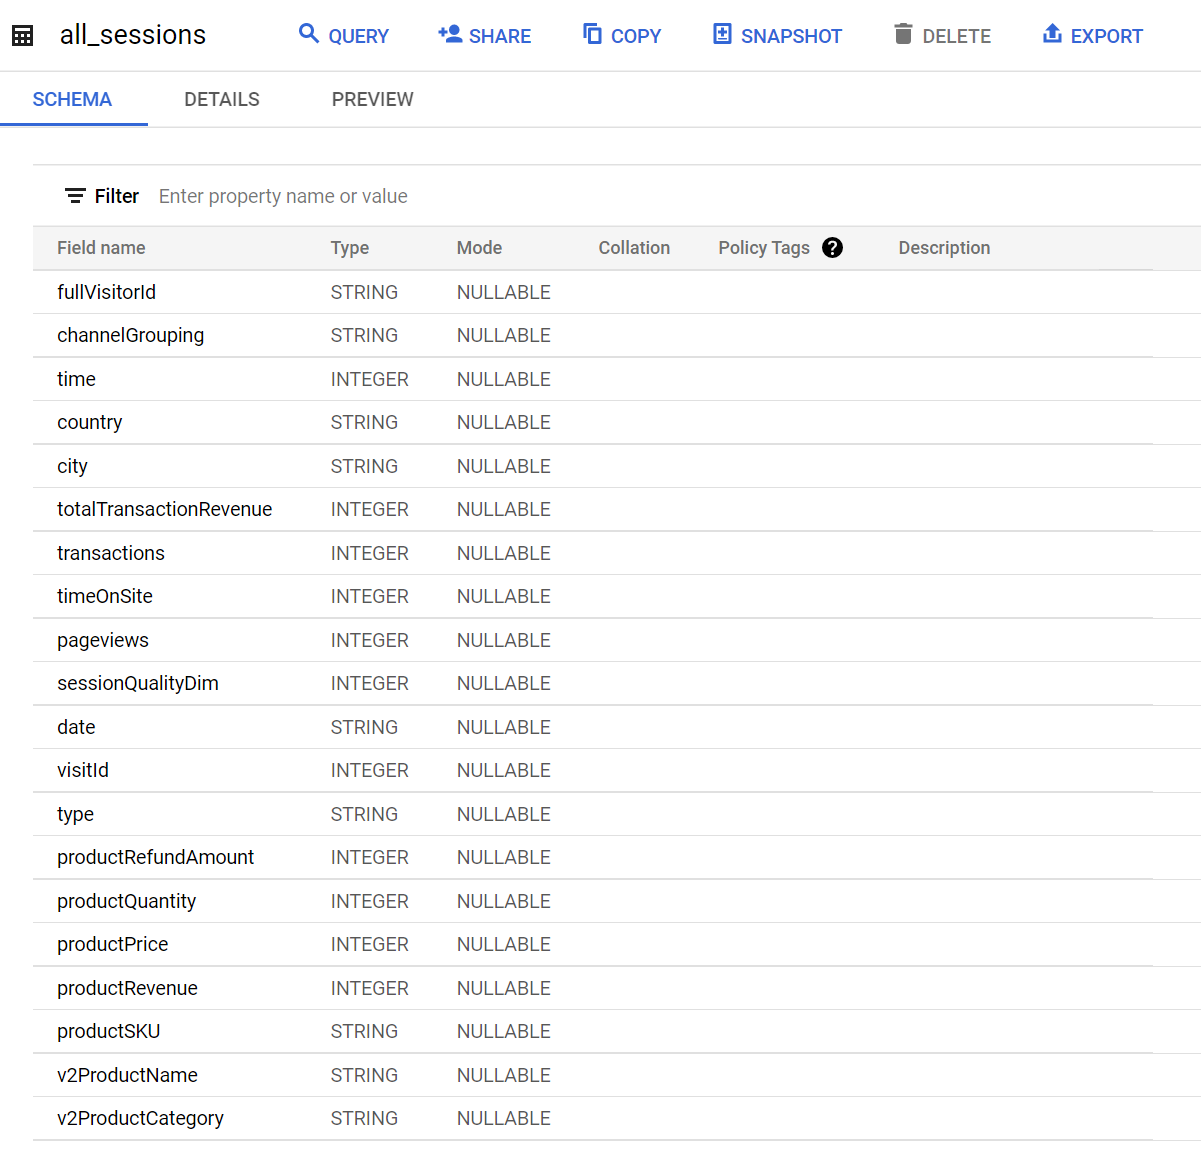 all_sessions QUERY SHARE COPY SNAPSHOT DELETE EXPORT
SCHEMA DETAILS PREVIEW
Filter Enter property name or value
Field name Type Mode Collation Policy Tags ? Description
fullVisitorId STRING NULLABLE
channelGrouping STRING NULLABLE
time INTEGER NULLABLE
country STRING NULLABLE
city STRING NULLABLE
totalTransactionRevenue INTEGER NULLABLE
transactions INTEGER NULLABLE
timeOnSite INTEGER NULLABLE
pageviews INTEGER NULLABLE
sessionQualityDim INTEGER NULLABLE
date STRING NULLABLE
visitId INTEGER NULLABLE
type STRING NULLABLE
productRefundAmount INTEGER NULLABLE
productQuantity INTEGER NULLABLE
productPrice INTEGER NULLABLE
productRevenue INTEGER NULLABLE
productSKU STRING NULLABLE
v2ProductName STRING NULLABLE
v2ProductCategory STRING NULLABLE